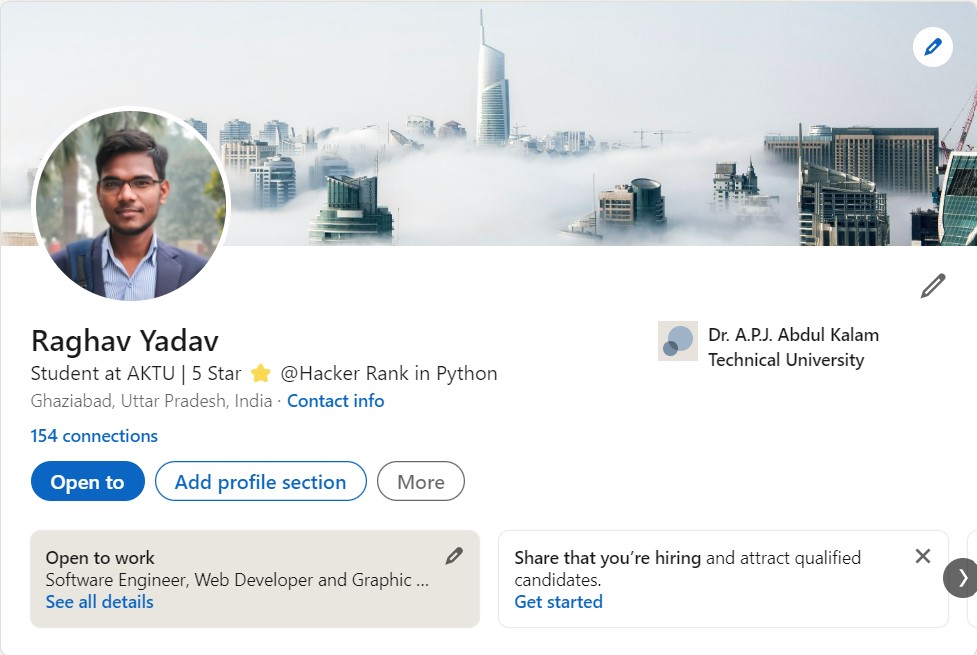 Raghav Yadav
Student at AKTU | 5 Star ⭐ @Hacker Rank in Python
Ghaziabad, Uttar Pradesh, India · Contact info
154 connections
Dr. A.P.J. Abdul Kalam
Technical University
Open to
Add profile section
More
Open to work
Software Engineer, Web Developer and Graphic ...
See all details
Share that you’re hiring and attract qualified
candidates.
Get started